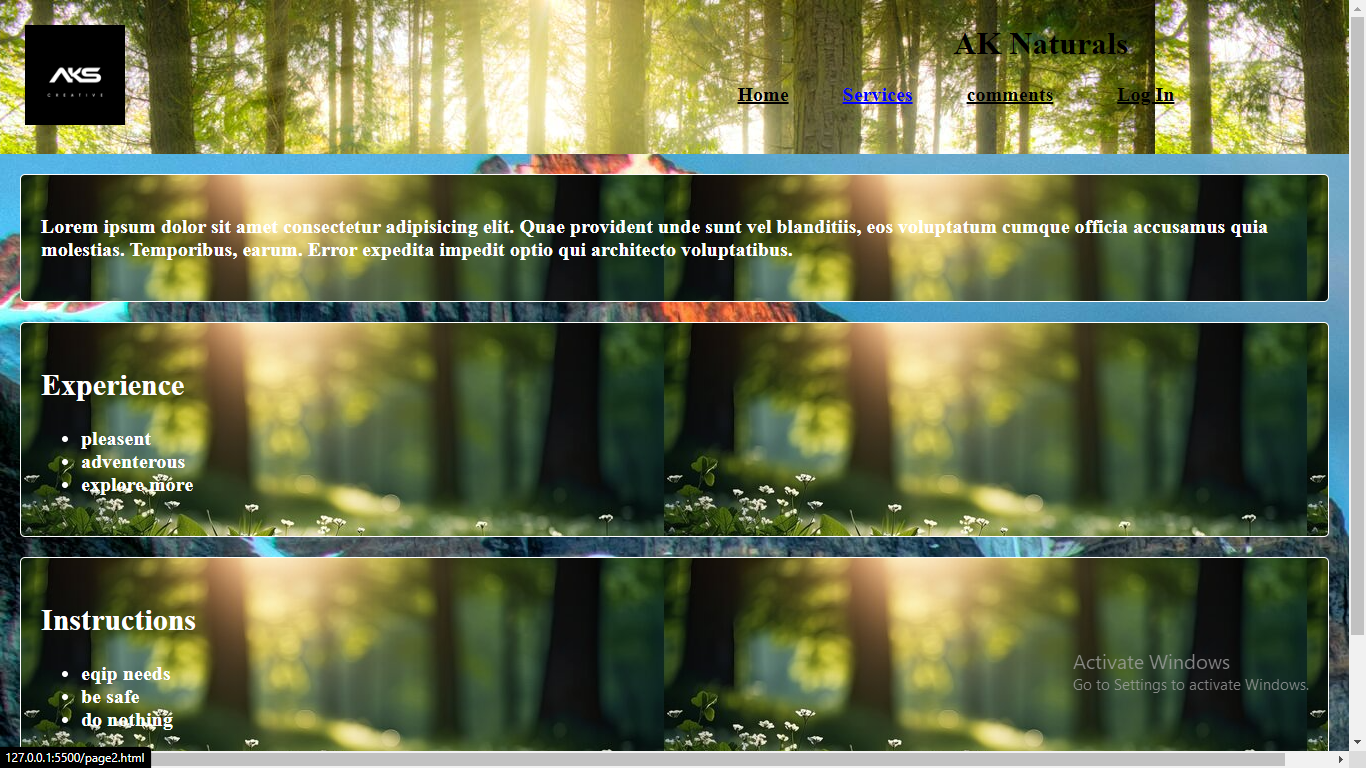 AKS
CREATIVE
AK Naturals
Home Services comments Log In
Lorem ipsum dolor sit amet consectetur adipisicing elit. Quae provident unde sunt vel blanditiis, eos voluptatum cumque officia accusamus quia
molestias. Temporibus, earum. Error expedita impedit optio qui architecto voluptatibus.
Experience
• pleasent
• adventerous
• explore more
Instructions
• eqip needs
• be safe
• do nothing
Activate Windows
Go to Settings to activate Windows.
127.0.0.1:5500/page2.html